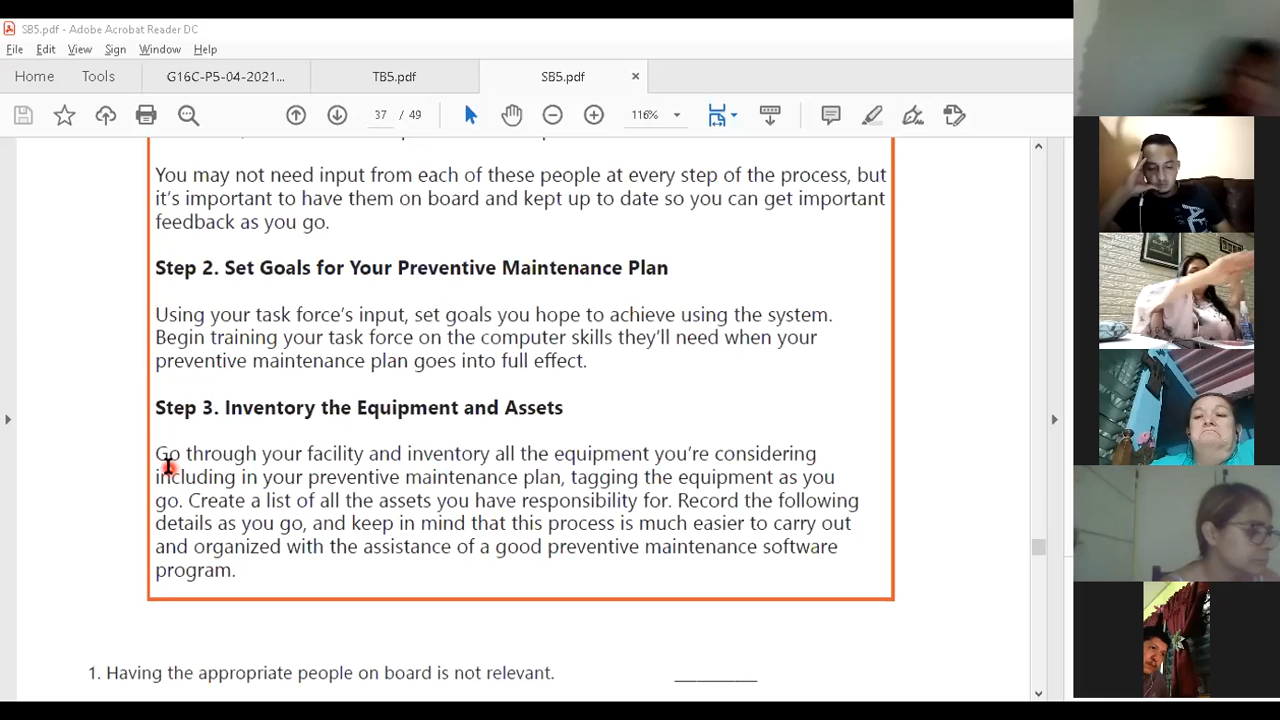 SB5.pdf - Adobe Acrobat Reader DC
File Edit View Sign Window Help
Home Tools G16C-P5-04-2021... TB5.pdf SB5.pdf
37 / 49 116%
You may not need input from each of these people at every step of the process, but
it's important to have them on board and kept up to date so you can get important
feedback as you go.
Step 2. Set Goals for Your Preventive Maintenance Plan
Using your task force's input, set goals you hope to achieve using the system.
Begin training your task force on the computer skills they'll need when your
preventive maintenance plan goes into full effect.
Step 3. Inventory the Equipment and Assets
Go through your facility and inventory all the equipment you're considering
including in your preventive maintenance plan, tagging the equipment as you
go. Create a list of all the assets you have responsibility for. Record the following
details as you go, and keep in mind that this process is much easier to carry out
and organized with the assistance of a good preventive maintenance software
program.
1. Having the appropriate people on board is not relevant. ________